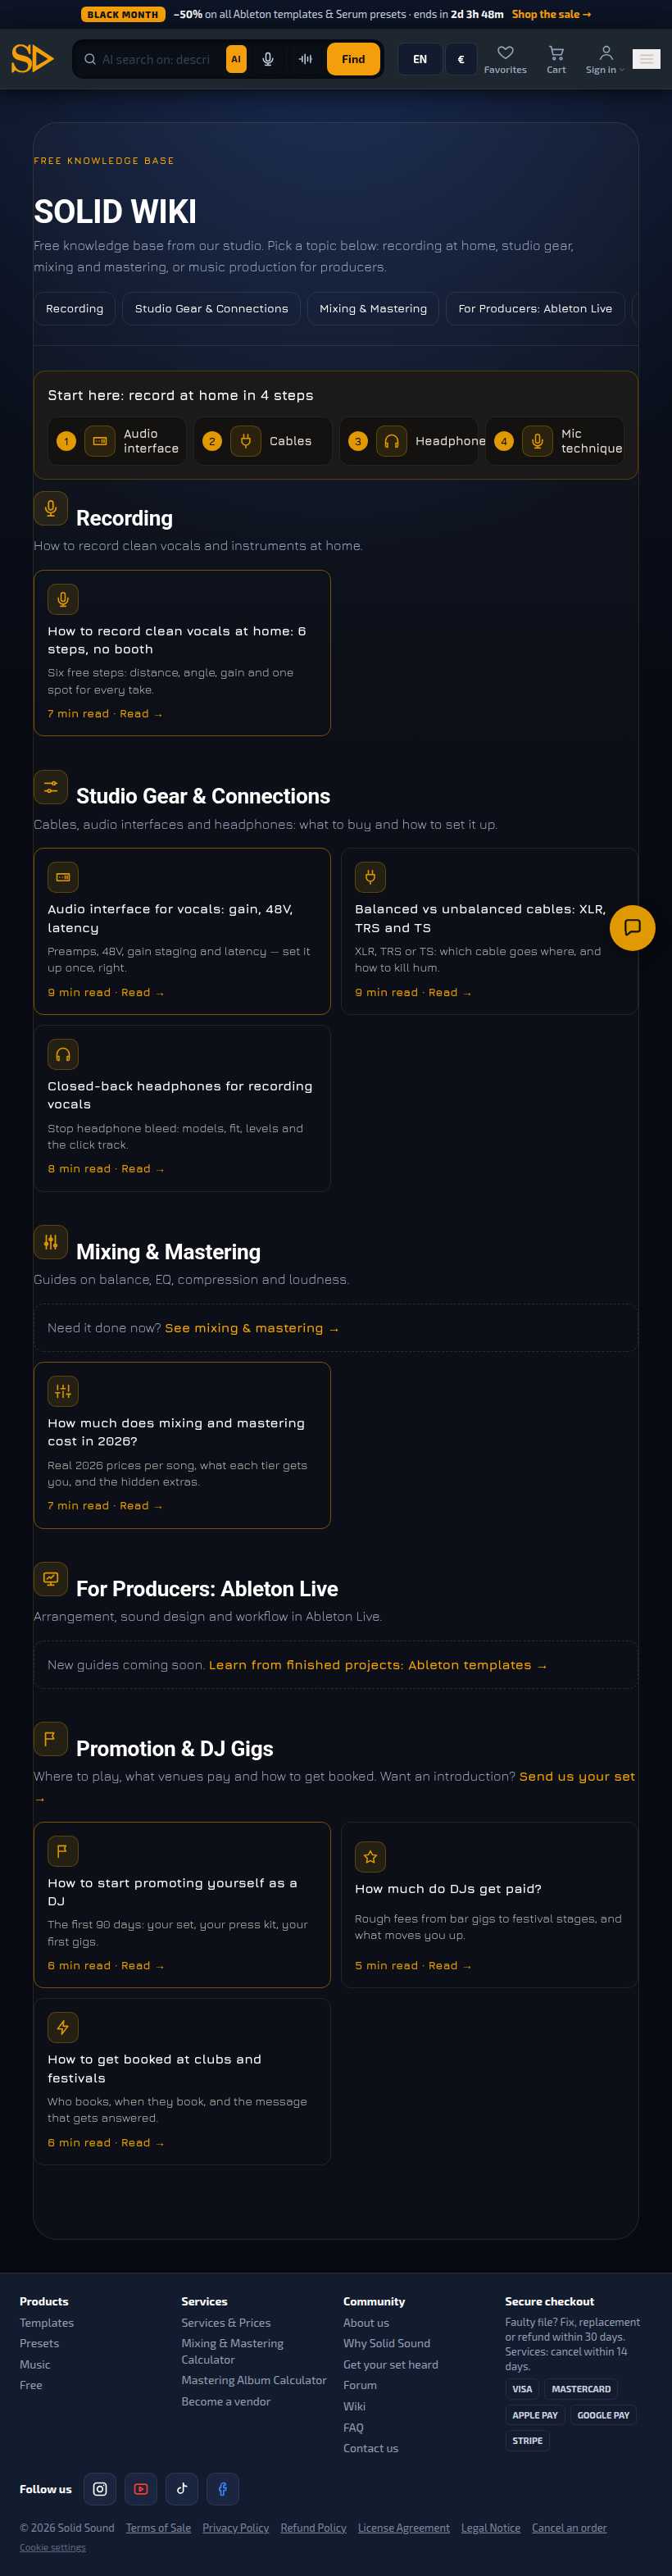 BLACK MONTH −50% on all Ableton templates & Serum presets · ends in 2d 3h 48m Shop the sale →
AI search on: descri AI Find EN € Favorites Cart Sign in
FREE KNOWLEDGE BASE
SOLID WIKI
Free knowledge base from our studio. Pick a topic below: recording at home, studio gear,
mixing and mastering, or music production for producers.
Recording Studio Gear & Connections Mixing & Mastering For Producers: Ableton Live
Start here: record at home in 4 steps
1 Audio interface
2 Cables
3 Headphone
4 Mic technique
Recording
How to record clean vocals and instruments at home.
How to record clean vocals at home: 6
steps, no booth
Six free steps: distance, angle, gain and one
spot for every take.
7 min read · Read →
Studio Gear & Connections
Cables, audio interfaces and headphones: what to buy and how to set it up.
Audio interface for vocals: gain, 48V,
latency
Preamps, 48V, gain staging and latency — set it
up once, right.
9 min read · Read →
Balanced vs unbalanced cables: XLR,
TRS and TS
XLR, TRS or TS: which cable goes where, and
how to kill hum.
9 min read · Read →
Closed-back headphones for recording
vocals
Stop headphone bleed: models, fit, levels and
the click track.
8 min read · Read →
Mixing & Mastering
Guides on balance, EQ, compression and loudness.
Need it done now? See mixing & mastering →
How much does mixing and mastering
cost in 2026?
Real 2026 prices per song, what each tier gets
you, and the hidden extras.
7 min read · Read →
For Producers: Ableton Live
Arrangement, sound design and workflow in Ableton Live.
New guides coming soon. Learn from finished projects: Ableton templates →
Promotion & DJ Gigs
Where to play, what venues pay and how to get booked. Want an introduction? Send us your set
→
How to start promoting yourself as a
DJ
The first 90 days: your set, your press kit, your
first gigs.
6 min read · Read →
How much do DJs get paid?
Rough fees from bar gigs to festival stages, and
what moves you up.
5 min read · Read →
How to get booked at clubs and
festivals
Who books, when they book, and the message
that gets answered.
6 min read · Read →
Products
Templates
Presets
Music
Free
Services
Services & Prices
Mixing & Mastering
Calculator
Mastering Album Calculator
Become a vendor
Community
About us
Why Solid Sound
Get your set heard
Forum
Wiki
FAQ
Contact us
Secure checkout
Faulty file? Fix, replacement
or refund within 30 days.
Services: cancel within 14
days.
VISA MASTERCARD
APPLE PAY GOOGLE PAY
STRIPE
Follow us
© 2026 Solid Sound Terms of Sale Privacy Policy Refund Policy License Agreement Legal Notice Cancel an order
Cookie settings